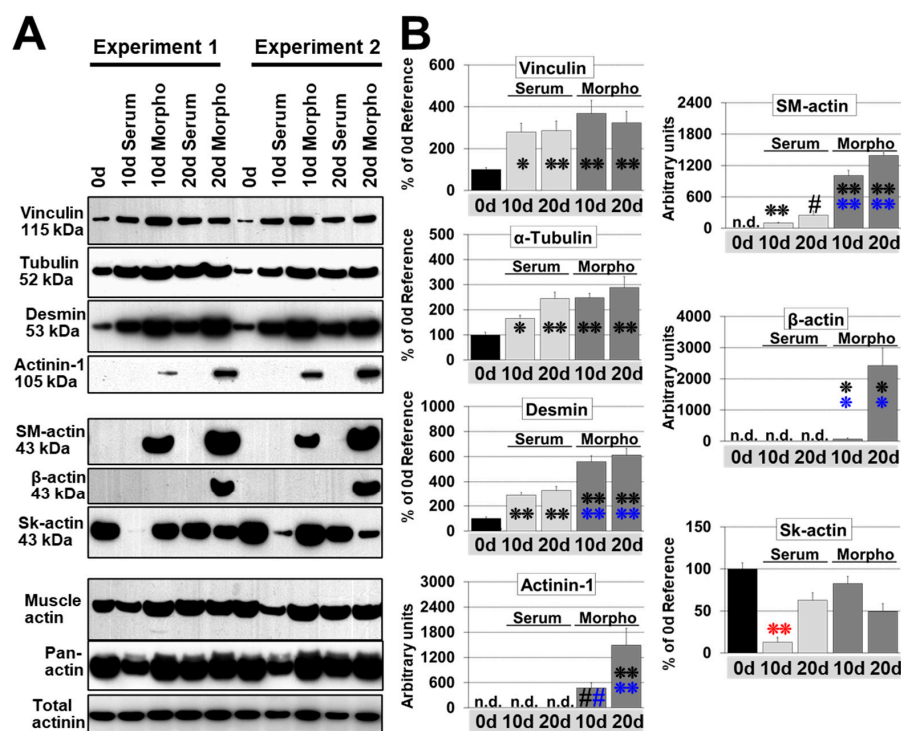 A
Experiment 1
Experiment 2
0d
10d Serum
10d Morpho
20d Serum
20d Morpho
0d
10d Serum
10d Morpho
20d Serum
20d Morpho
Vinculin
115 kDa
Tubulin
52 kDa
Desmin
53 kDa
Actinin-1
105 kDa
SM-actin
43 kDa
β-actin
43 kDa
Sk-actin
43 kDa
Muscle
actin
Pan-
actin
Total
actinin
B
Vinculin
Serum Morpho
% of 0d Reference
600
400
200
0
* ** ** **
0d 10d 20d 10d 20d
α-Tubulin
Serum Morpho
% of 0d Reference
500
400
300
200
100
0
* ** ** **
0d 10d 20d 10d 20d
Desmin
Serum Morpho
% of 0d Reference
1000
800
600
400
200
0
** ** ** **
** **
0d 10d 20d 10d 20d
Actinin-1
Serum Morpho
Arbitrary units
3000
2400
1800
1200
600
0
n.d. n.d. n.d. ## **
**
0d 10d 20d 10d 20d
SM-actin
Serum Morpho
Arbitrary units
2400
1800
1200
600
0
n.d. ** # ** **
** **
0d 10d 20d 10d 20d
β-actin
Serum Morpho
Arbitrary units
4000
3000
2000
1000
0
n.d. n.d. n.d. * *
* *
0d 10d 20d 10d 20d
Sk-actin
Serum Morpho
% of 0d Reference
150
100
50
0
**
0d 10d 20d 10d 20d